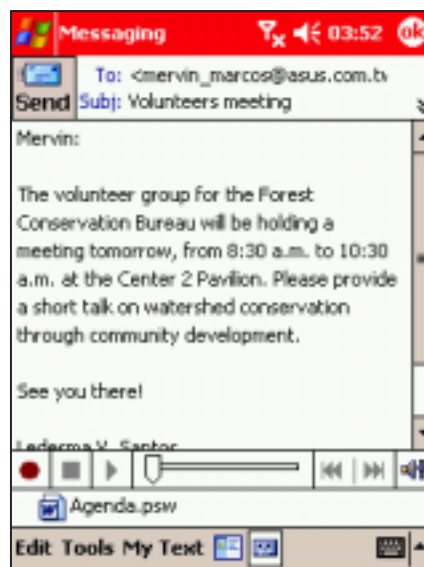 Messaging 03:52 ok
To: <mervin_marcos@asus.com.tw
Send Subj: Volunteers meeting
Mervin:
The volunteer group for the Forest
Conservation Bureau will be holding a
meeting tomorrow, from 8:30 a.m. to 10:30
a.m. at the Center 2 Pavilion. Please provide
a short talk on watershed conservation
through community development.
See you there!
Lederma V. Santos
Agenda.psw
Edit Tools My Text